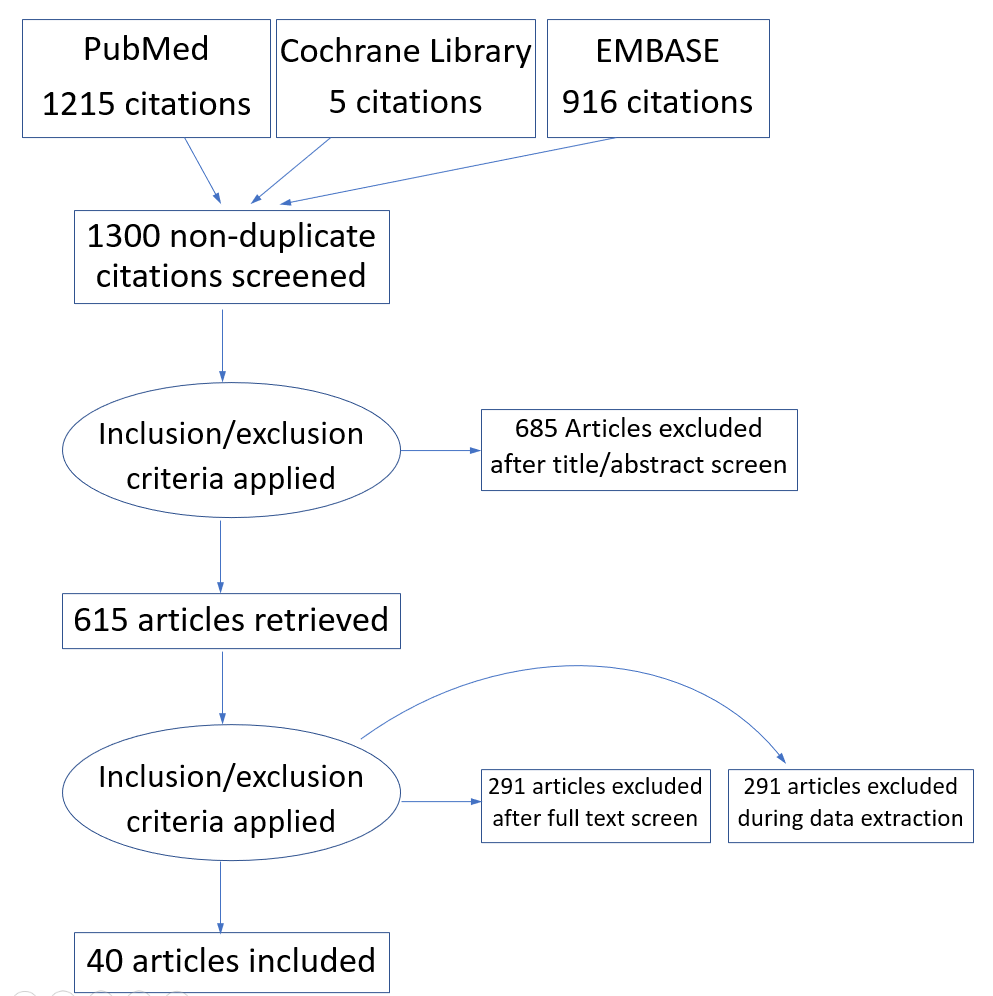 PubMed
1215 citations
Cochrane Library
5 citations
EMBASE
916 citations
1300 non-duplicate
citations screened
Inclusion/exclusion
criteria applied
685 Articles excluded
after title/abstract screen
615 articles retrieved
Inclusion/exclusion
criteria applied
291 articles excluded
after full text screen
291 articles excluded
during data extraction
40 articles included